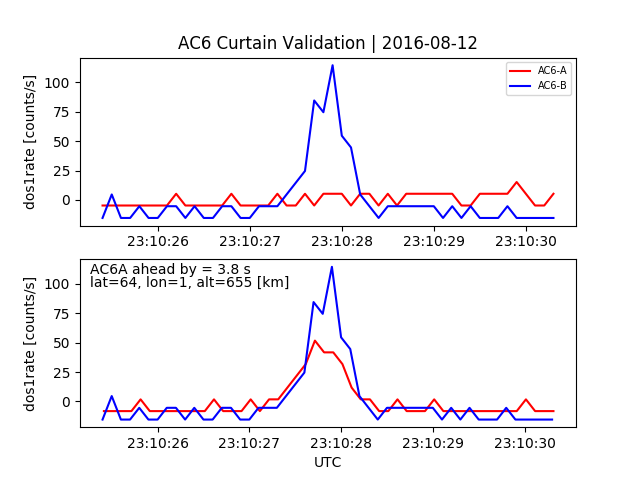 AC6 Curtain Validation | 2016-08-12
dos1rate [counts/s]
100
75
50
25
0
AC6-A
AC6-B
23:10:26 23:10:27 23:10:28 23:10:29 23:10:30
dos1rate [counts/s]
100
75
50
25
0
AC6A ahead by = 3.8 s
lat=64, lon=1, alt=655 [km]
23:10:26 23:10:27 23:10:28 23:10:29 23:10:30
UTC